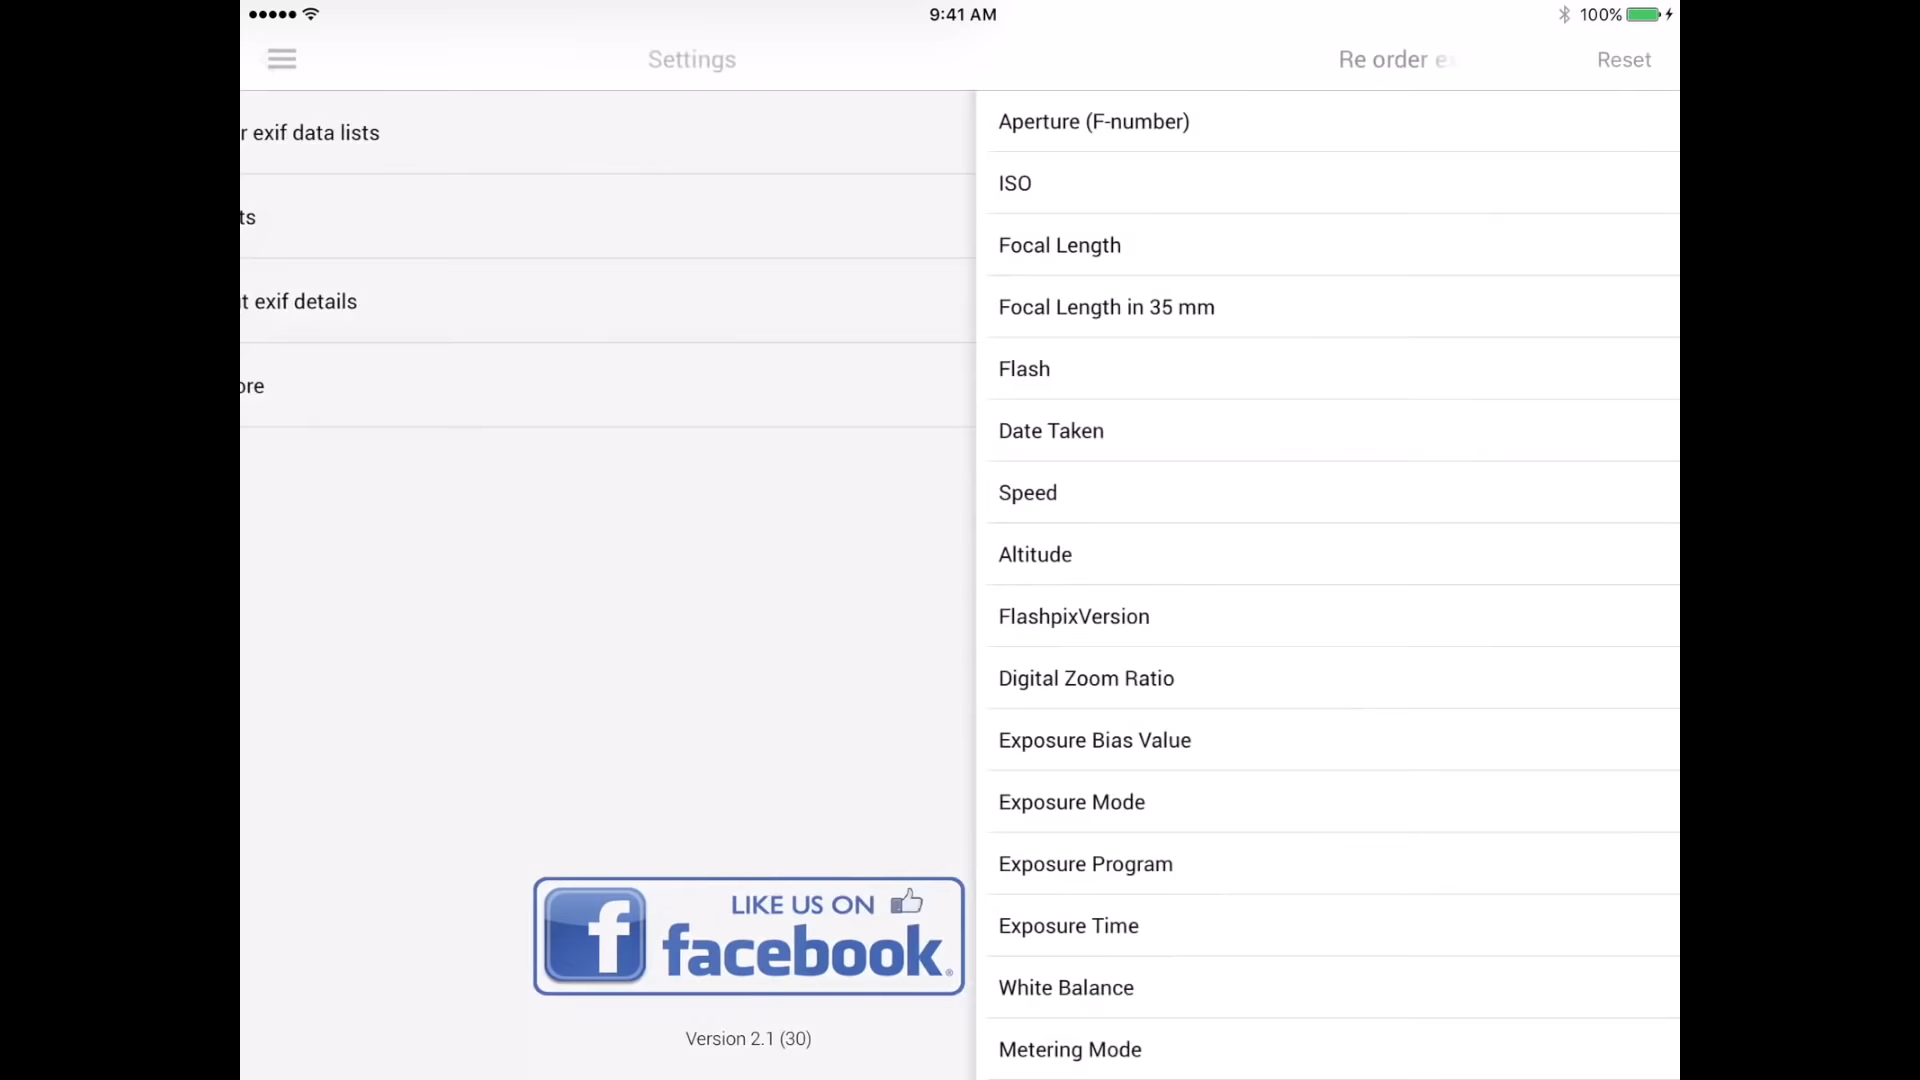 9:41 AM
100%
Settings
Re order e
Reset
r exif data lists
ts
t exif details
ore
LIKE US ON
f facebook®
Version 2.1 (30)
Aperture (F-number)
ISO
Focal Length
Focal Length in 35 mm
Flash
Date Taken
Speed
Altitude
FlashpixVersion
Digital Zoom Ratio
Exposure Bias Value
Exposure Mode
Exposure Program
Exposure Time
White Balance
Metering Mode